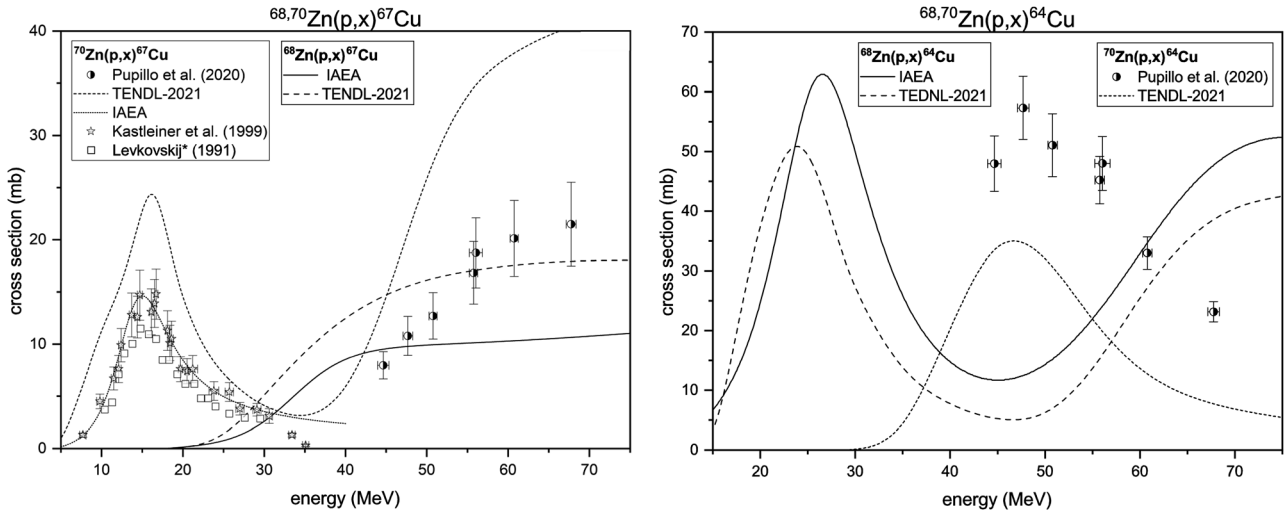 68,70Zn(p,x)67Cu
70Zn(p,x)67Cu
Pupillo et al. (2020)
TENDL-2021
IAEA
Kastleiner et al. (1999)
Levkovskij* (1991)
68Zn(p,x)67Cu
IAEA
TENDL-2021
40
30
20
10
0
cross section (mb)
10 20 30 40 50 60 70
energy (MeV)
68,70Zn(p,x)64Cu
68Zn(p,x)64Cu
IAEA
TEDNL-2021
70Zn(p,x)64Cu
Pupillo et al. (2020)
TENDL-2021
70
60
50
40
30
20
10
0
cross section (mb)
20 30 40 50 60 70
energy (MeV)